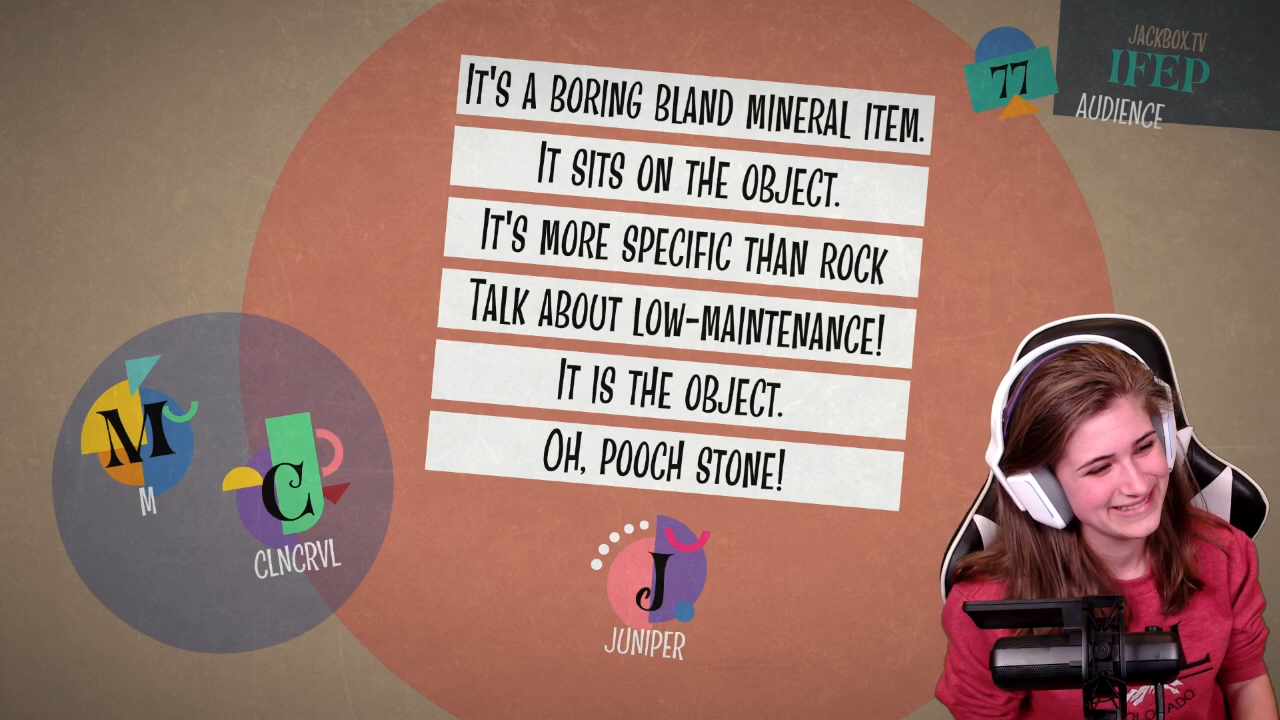 IT'S A BORING BLAND MINERAL ITEM.
IT SITS ON THE OBJECT.
IT'S MORE SPECIFIC THAN ROCK
TALK ABOUT LOW-MAINTENANCE!
IT IS THE OBJECT.
OH, POOCH STONE!
77
JACKBOX.TV
IFEP
AUDIENCE
M
M
C
CLNCRVL
J
JUNIPER
COLORADO